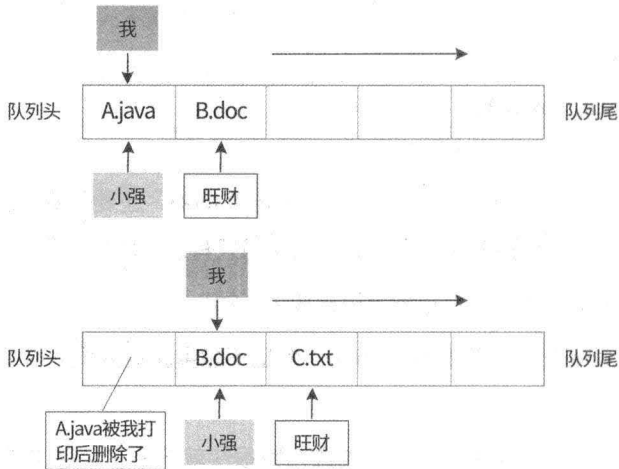 我
队列头
A.java
B.doc
队列尾
小强
旺财
我
队列头
B.doc
C.txt
队列尾
A.java被我打
印后删除了
小强
旺财